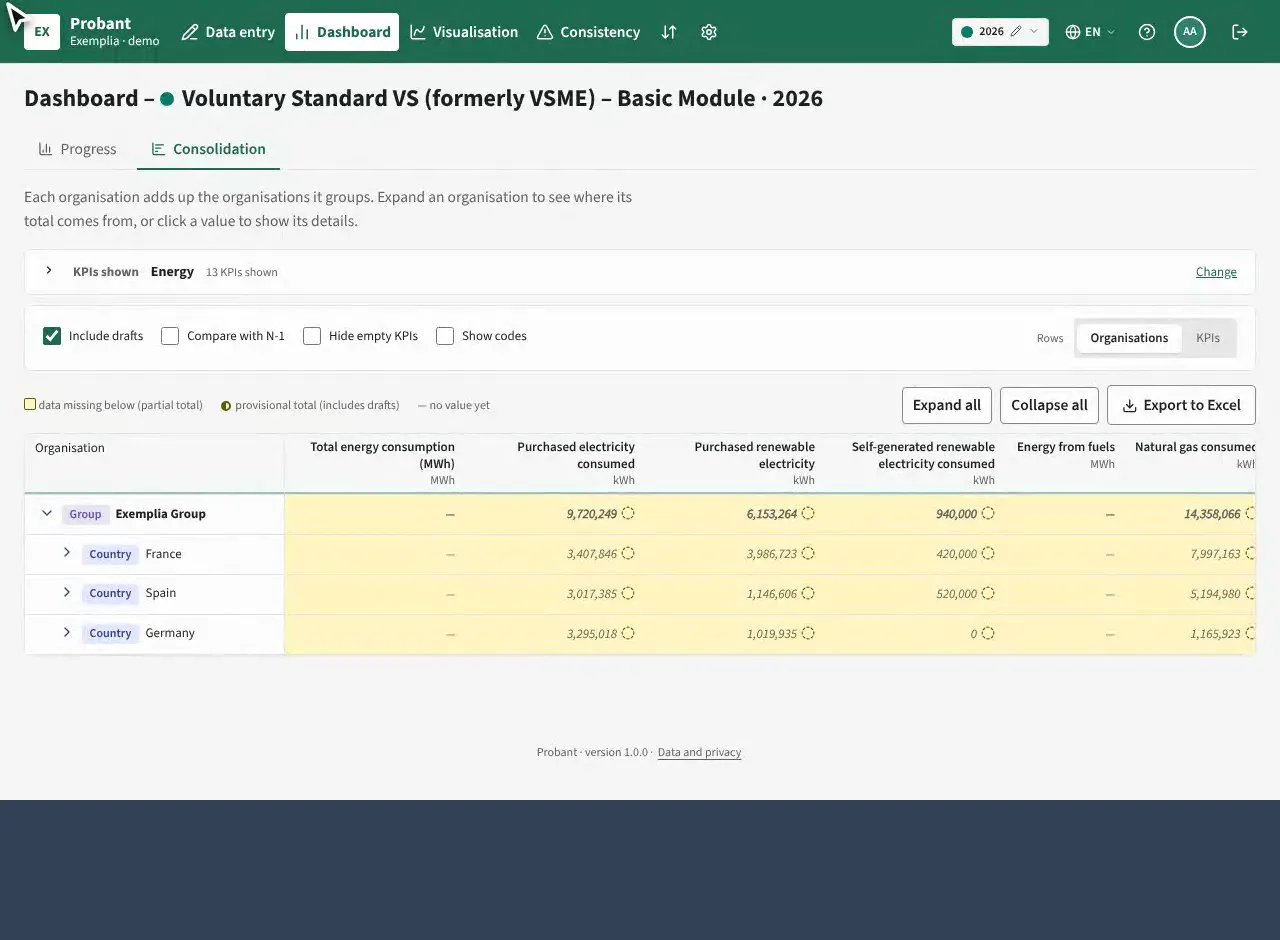 EX
Probant
Exemplia · demo
Data entry
Dashboard
Visualisation
Consistency
2026
EN
AA
Dashboard – Voluntary Standard VS (formerly VSME) – Basic Module · 2026
Progress
Consolidation
Each organisation adds up the organisations it groups. Expand an organisation to see where its
total comes from, or click a value to show its details.
KPIs shown Energy 13 KPIs shown
Change
Include drafts
Compare with N-1
Hide empty KPIs
Show codes
Rows
Organisations
KPIs
data missing below (partial total)
provisional total (includes drafts)
— no value yet
Expand all
Collapse all
Export to Excel
Organisation
Total energy consumption
(MWh)
MWh
Purchased electricity
consumed
kWh
Purchased renewable
electricity
kWh
Self-generated renewable
electricity consumed
kWh
Energy from fuels
MWh
Natural gas consumed
kWh
Group Exemplia Group — 9,720,249 6,153,264 940,000 — 14,358,066
Country France — 3,407,846 3,986,723 420,000 — 7,997,163
Country Spain — 3,017,385 1,146,606 520,000 — 5,194,980
Country Germany — 3,295,018 1,019,935 0 — 1,165,923
Probant · version 1.0.0 · Data and privacy